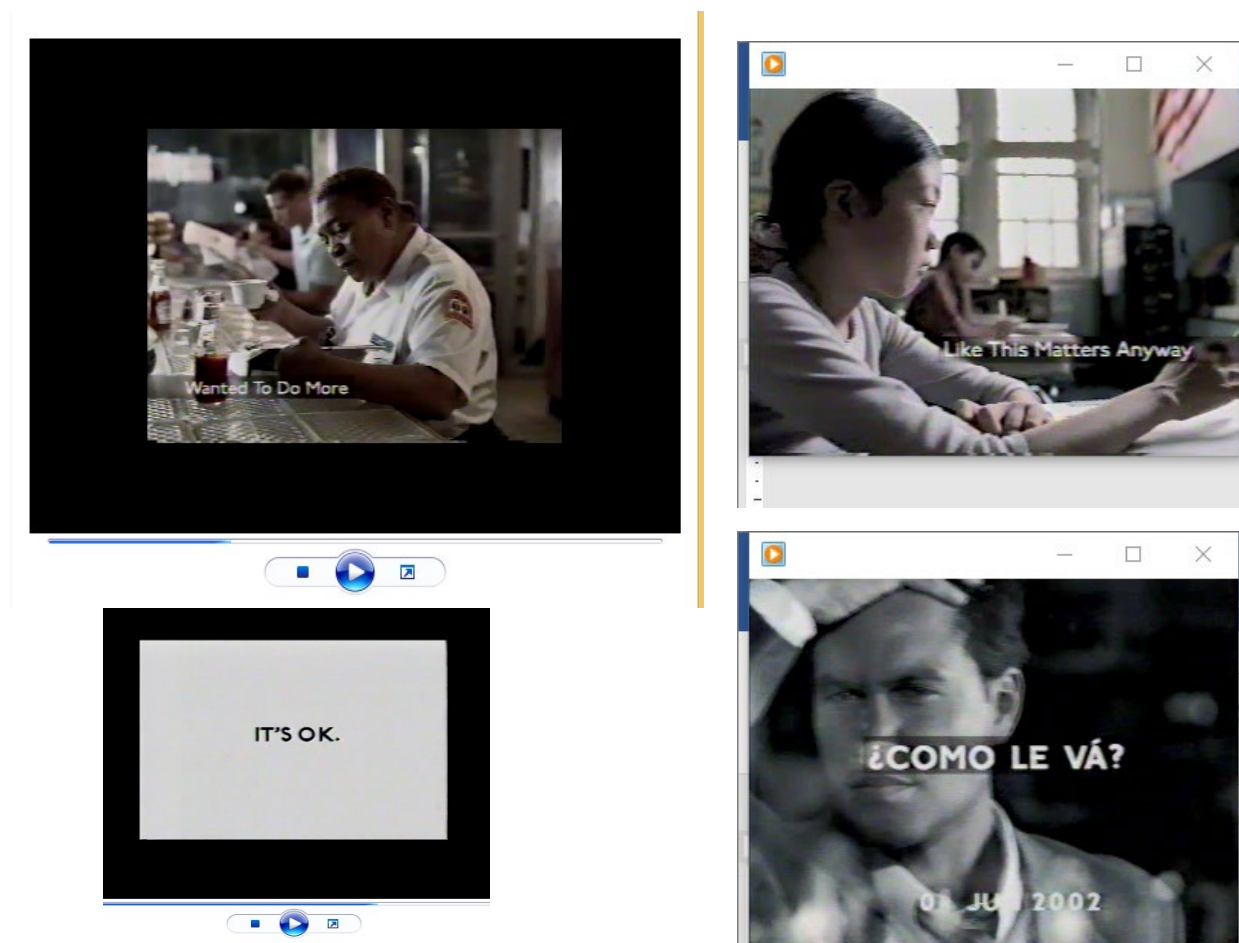 Wanted To Do More
Like This Matters Anyway
IT'S OK.
¿COMO LE VÁ?
2002